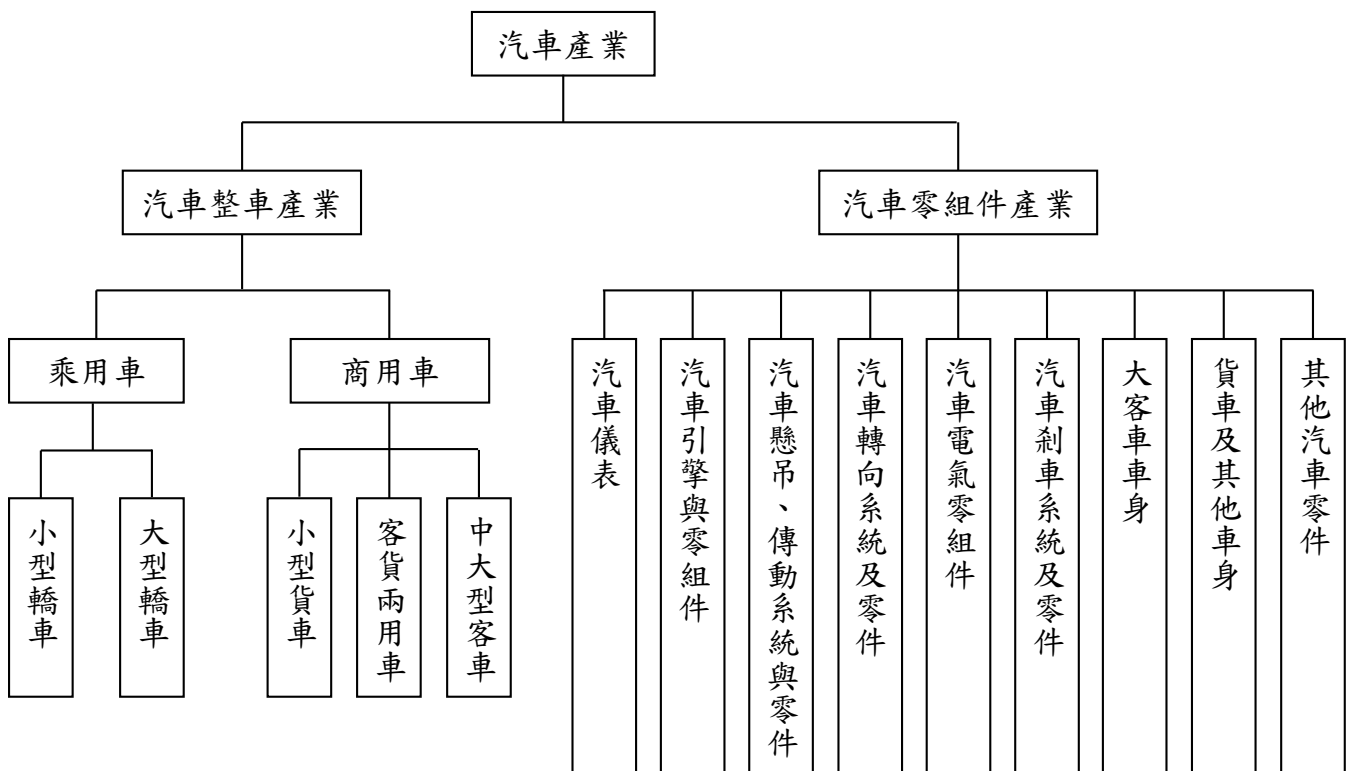 汽車產業
汽車整車產業
汽車零組件產業
乘用車
商用車
小型轎車
大型轎車
小型貨車
客貨兩用車
中大型客車
汽車儀表
汽車引擎與零組件
汽車懸吊、傳動系統與零件
汽車轉向系統及零件
汽車電氣零組件
汽車剎車系統及零件
大客車車身
貨車及其他車身
其他汽車零件